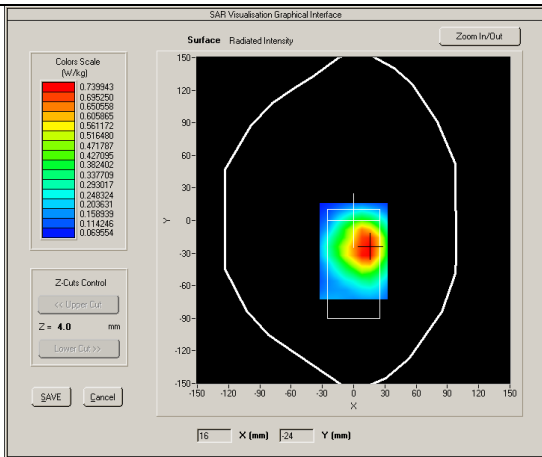 SAR Visualisation Graphical Interface
Surface Radiated Intensity
Zoom In/Out
Colors Scale
(W/kg)
0.739943
0.695250
0.650558
0.605865
0.561172
0.516480
0.471787
0.427095
0.382402
0.337709
0.293017
0.248324
0.203631
0.158939
0.114246
0.069554
Z-Cuts Control
<< Upper Cut
Z = 4.0 mm
Lower Cut >>
SAVE
Cancel
150
120
90
60
30
0
-30
-60
-90
-120
-150
Y
-150 -120 -90 -60 -30 0 30 60 90 120 150
X
16 X (mm) -24 Y (mm)